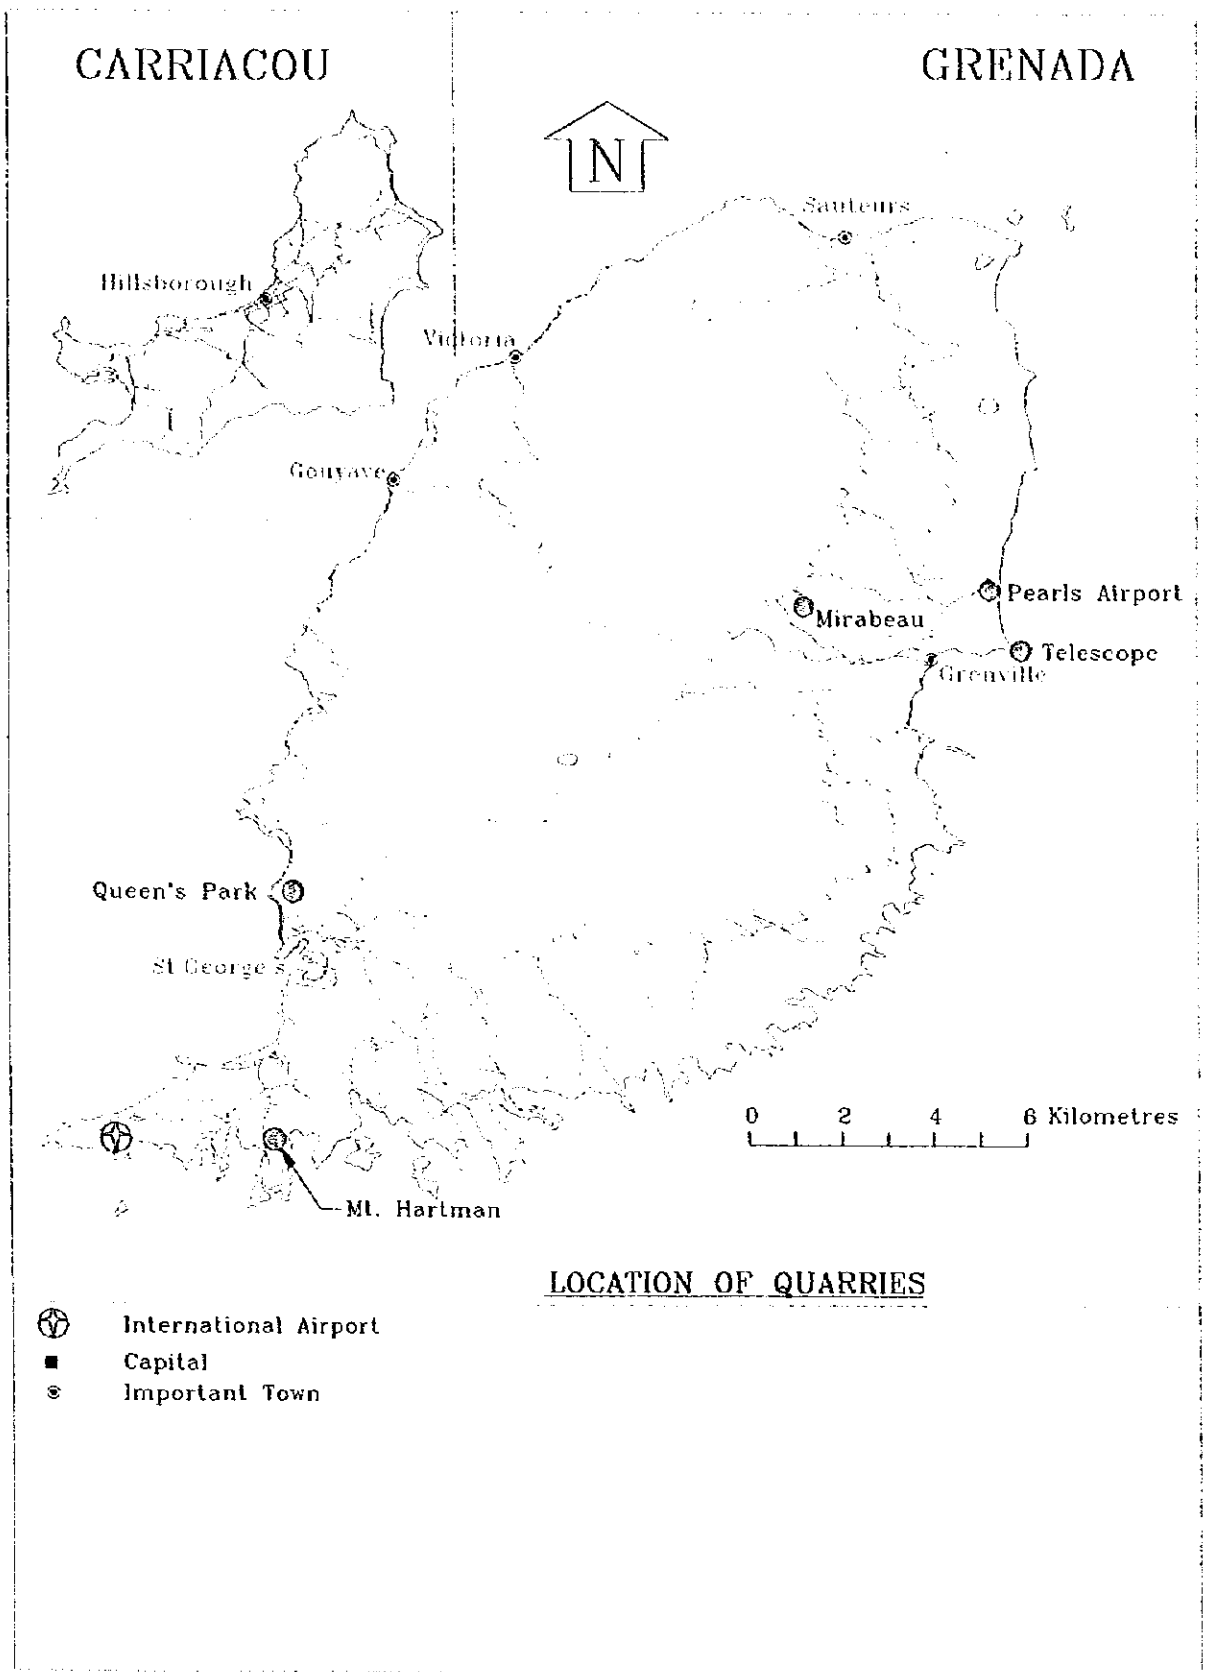 CARRIACOU
GRENADA
N
Sauteurs
Hillsborough
Victoria
Gouyave
Pearls Airport
Mirabeau
Telescope
Grenville
Queen's Park
St George's
0 2 4 6 Kilometres
Mt. Hartman
LOCATION OF QUARRIES
International Airport
Capital
Important Town